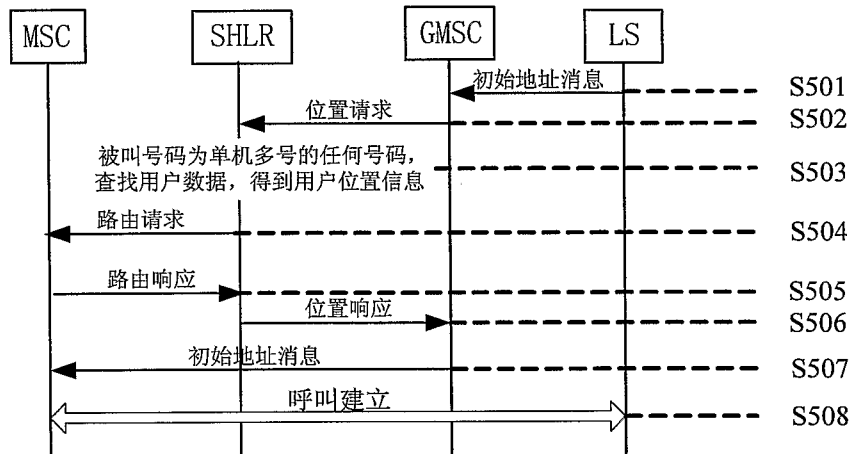 MSC
SHLR
GMSC
LS
初始地址消息
S501
位置请求
S502
被叫号码为单机多号的任何号码，
查找用户数据，得到用户位置信息
S503
路由请求
S504
路由响应
S505
位置响应
S506
初始地址消息
S507
呼叫建立
S508